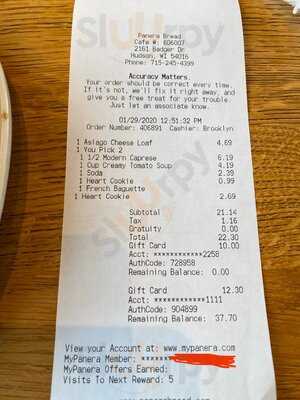 Panera Bread
Cafe #: 606007
2161 Badger Dr
Hudson, WI 54016
Phone: 715-245-4399
Accuracy Matters.
Your order should be correct every time.
If it's not, we'll fix it right away, and
give you a free treat for your trouble.
Just let an associate know.
01/29/2020 12:51:32 PM
Order Number: 406891 Cashier: Brooklyn
1 Asiago Cheese Loaf 4.69
1 You Pick 2
1 1/2 Modern Caprese 6.19
1 Cup Creamy Tomato Soup 4.19
1 Soda 2.39
1 Heart Cookie 0.99
1 French Baguette
1 Heart Cookie 2.69
Subtotal 21.14
Tax 1.16
Gratuity 0.00
Total 22.30
Gift Card 10.00
Acct: ************2258
AuthCode: 728958
Remaining Balance: 0.00
Gift Card 12.30
Acct: ************1111
AuthCode: 904899
Remaining Balance: 37.70
View your Account at: www.mypanera.com
MyPanera Member: ******
MyPanera Offers Earned:
Visits To Next Reward: 5